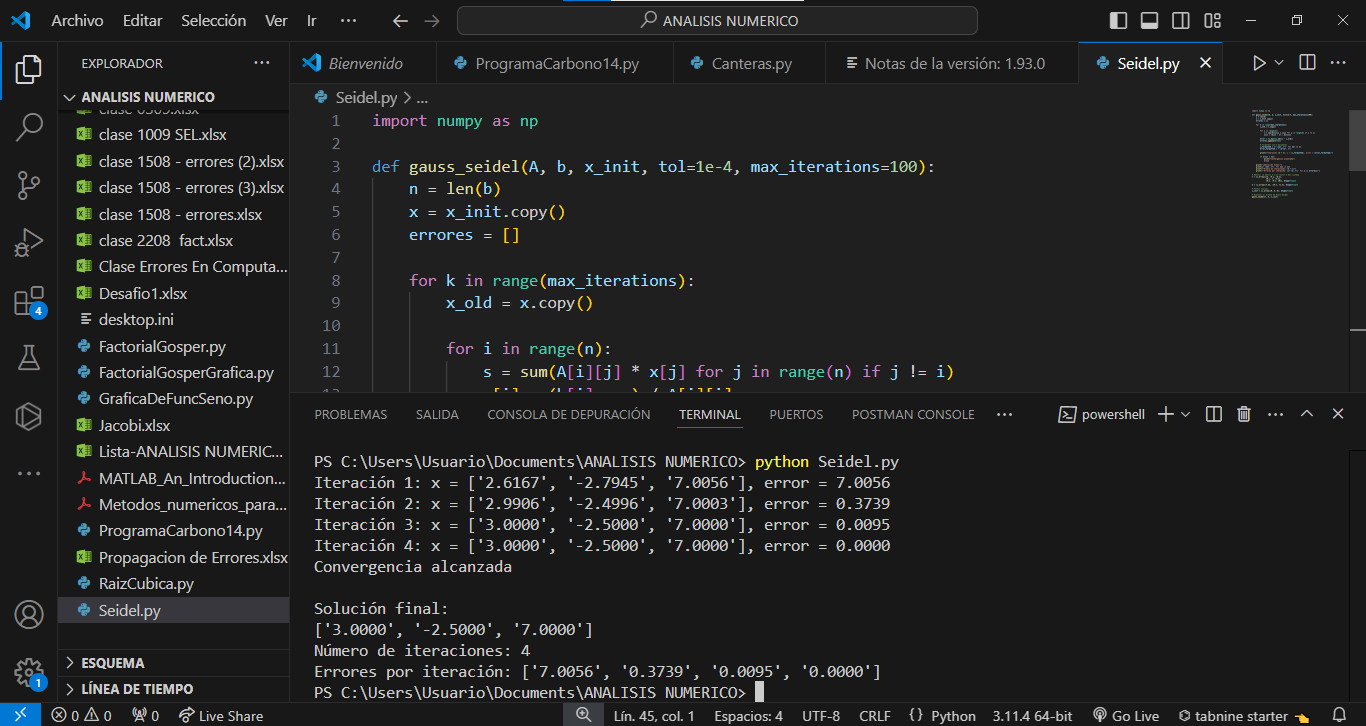 Archivo Editar Selección Ver Ir ··· ANALISIS NUMERICO
EXPLORADOR ···
ANALISIS NUMERICO
clase 0309.xlsx
clase 1009 SEL.xlsx
clase 1508 - errores (2).xlsx
clase 1508 - errores (3).xlsx
clase 1508 - errores.xlsx
clase 2208 fact.xlsx
Clase Errores En Computa...
Desafio1.xlsx
desktop.ini
FactorialGosper.py
FactorialGosperGrafica.py
GraficaDeFuncSeno.py
Jacobi.xlsx
Lista-ANALISIS NUMERIC...
MATLAB_An_Introduction...
Metodos_numericos_para...
ProgramaCarbono14.py
Propagacion de Errores.xlsx
RaizCubica.py
Seidel.py
ESQUEMA
LÍNEA DE TIEMPO
4
1
Bienvenido ProgramaCarbono14.py Canteras.py Notas de la versión: 1.93.0 Seidel.py
Seidel.py > ...
1 import numpy as np
2
3 def gauss_seidel(A, b, x_init, tol=1e-4, max_iterations=100):
4 n = len(b)
5 x = x_init.copy()
6 errores = []
7
8 for k in range(max_iterations):
9 x_old = x.copy()
10
11 for i in range(n):
12 s = sum(A[i][j] * x[j] for j in range(n) if j != i)
PROBLEMAS SALIDA CONSOLA DE DEPURACIÓN TERMINAL PUERTOS POSTMAN CONSOLE ··· powershell
PS C:\Users\Usuario\Documents\ANALISIS NUMERICO> python Seidel.py
Iteración 1: x = ['2.6167', '-2.7945', '7.0056'], error = 7.0056
Iteración 2: x = ['2.9906', '-2.4996', '7.0003'], error = 0.3739
Iteración 3: x = ['3.0000', '-2.5000', '7.0000'], error = 0.0095
Iteración 4: x = ['3.0000', '-2.5000', '7.0000'], error = 0.0000
Convergencia alcanzada
Solución final:
['3.0000', '-2.5000', '7.0000']
Número de iteraciones: 4
Errores por iteración: ['7.0056', '0.3739', '0.0095', '0.0000']
PS C:\Users\Usuario\Documents\ANALISIS NUMERICO>
0 0 0 Live Share Lín. 45, col. 1 Espacios: 4 UTF-8 CRLF Python 3.11.4 64-bit Go Live tabnine starter